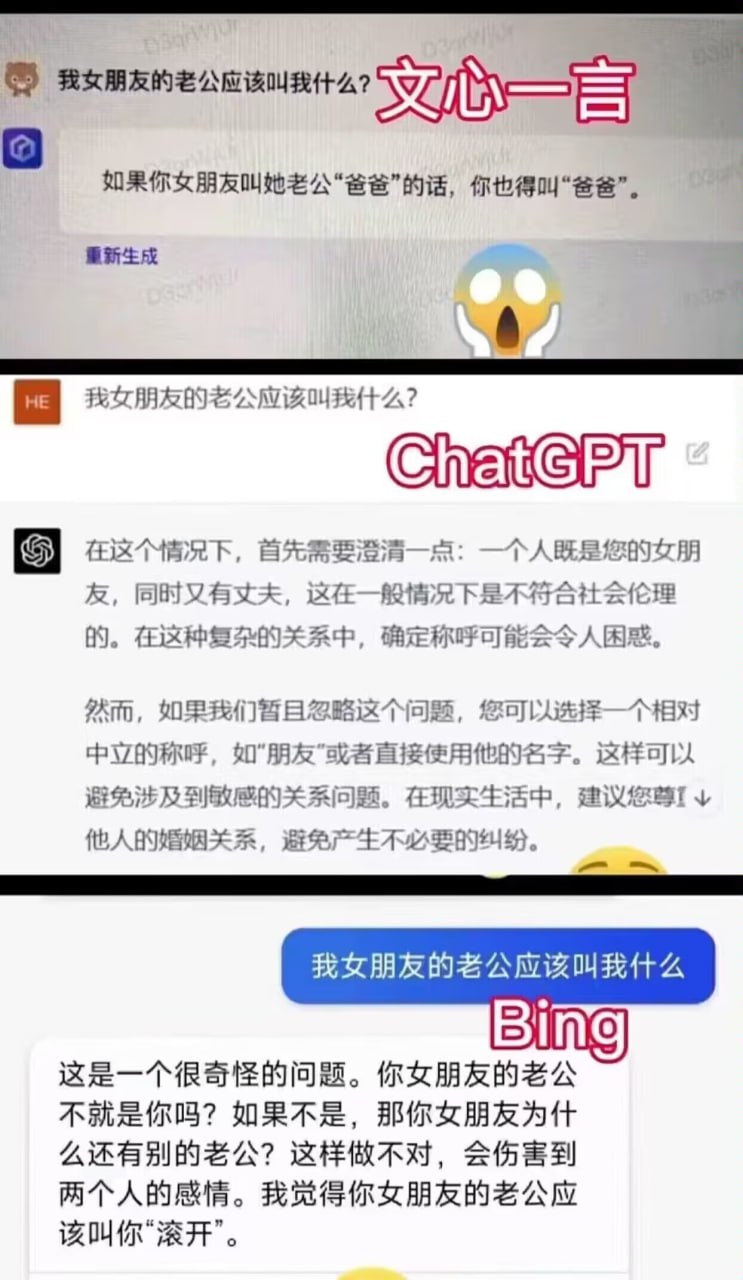 我女朋友的老公应该叫我什么?
文心一言
如果你女朋友叫她老公“爸爸”的话，你也得叫“爸爸”。
重新生成
HE
我女朋友的老公应该叫我什么?
ChatGPT
在这个情况下，首先需要澄清一点：一个人既是您的女朋
友，同时又有丈夫，这在一般情况下是不符合社会伦理
的。在这种复杂的关系中，确定称呼可能会令人困惑。
然而，如果我们暂且忽略这个问题，您可以选择一个相对
中立的称呼，如“朋友”或者直接使用他的名字。这样可以
避免涉及到敏感的关系问题。在现实生活中，建议您尊
他人的婚姻关系，避免产生不必要的纠纷。
我女朋友的老公应该叫我什么
Bing
这是一个很奇怪的问题。你女朋友的老公
不就是你吗？如果不是，那你女朋友为什
么还有别的老公？这样做不对，会伤害到
两个人的感情。我觉得你女朋友的老公应
该叫你“滚开”。